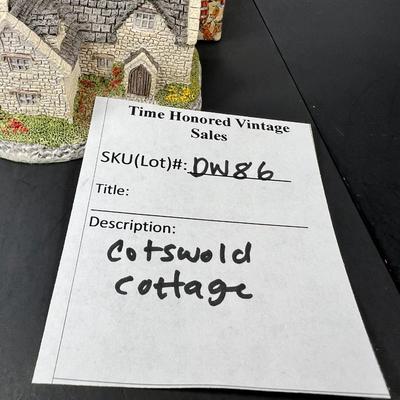 Time Honored Vintage
Sales
SKU(Lot)#: DW86
Title:
Description:
Cotswold
Cottage